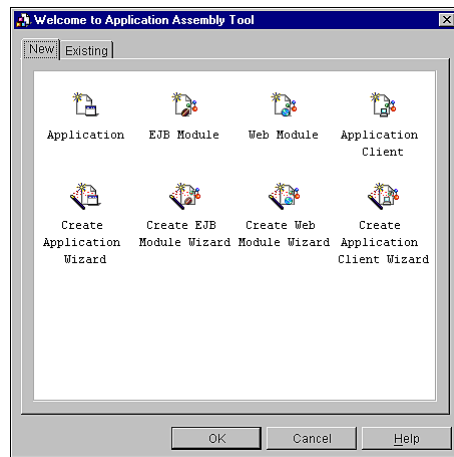 Welcome to Application Assembly Tool
New Existing
Application EJB Module Web Module Application
Client
Create Create EJB Create Web Create
Application Module Wizard Module Wizard Application
Wizard Client Wizard
OK Cancel Help